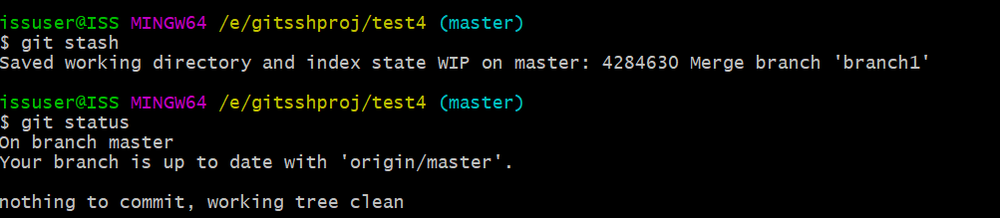 issuser@ISS MINGW64 /e/gitsshproj/test4 (master)
$ git stash
Saved working directory and index state WIP on master: 4284630 Merge branch 'branch1'
issuser@ISS MINGW64 /e/gitsshproj/test4 (master)
$ git status
On branch master
Your branch is up to date with 'origin/master'.
nothing to commit, working tree clean